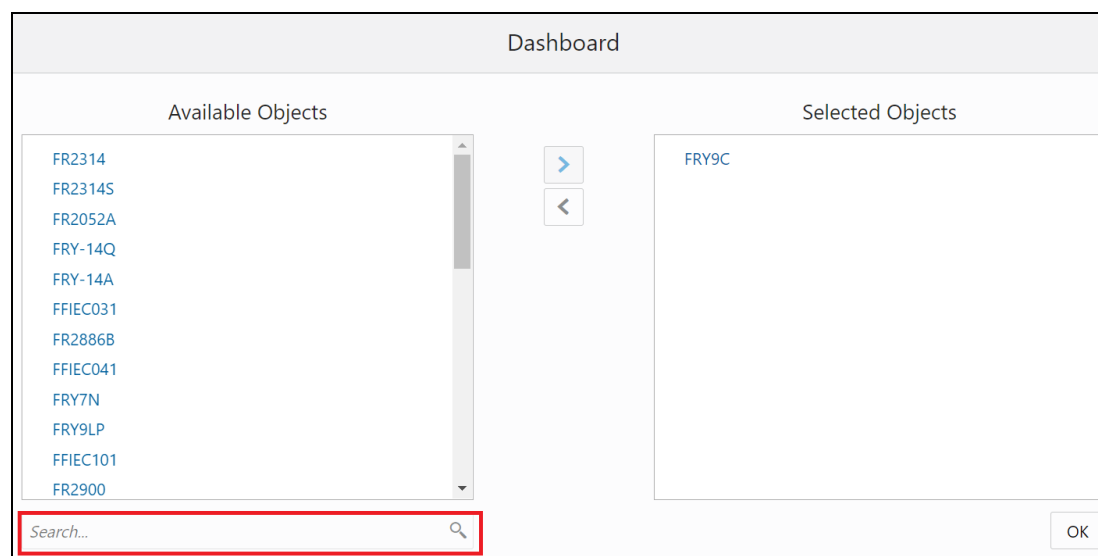 Dashboard
Available Objects
FR2314
FR2314S
FR2052A
FRY-14Q
FRY-14A
FFIEC031
FR2886B
FFIEC041
FRY7N
FRY9LP
FFIEC101
FR2900
Search...
Selected Objects
FRY9C
OK